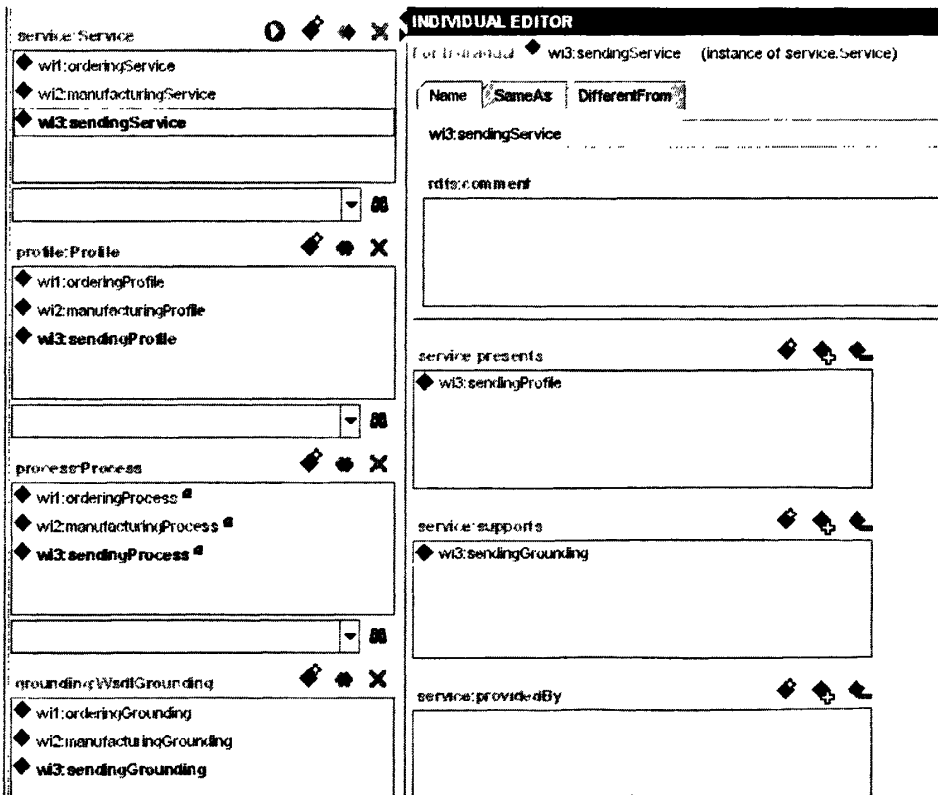 service:Service
wi1:orderingService
wi2:manufacturingService
wi3:sendingService
profile:Profile
wi1:orderingProfile
wi2:manufacturingProfile
wi3:sendingProfile
process:Process
wi1:orderingProcess
wi2:manufacturingProcess
wi3:sendingProcess
grounding:WsdlGrounding
wi1:orderingGrounding
wi2:manufacturingGrounding
wi3:sendingGrounding
INDIVIDUAL EDITOR
For Individual wi3:sendingService (instance of service:Service)
Name SameAs DifferentFrom
wi3:sendingService
rdfs:comment
service:presents
wi3:sendingProfile
service:supports
wi3:sendingGrounding
service:providedBy